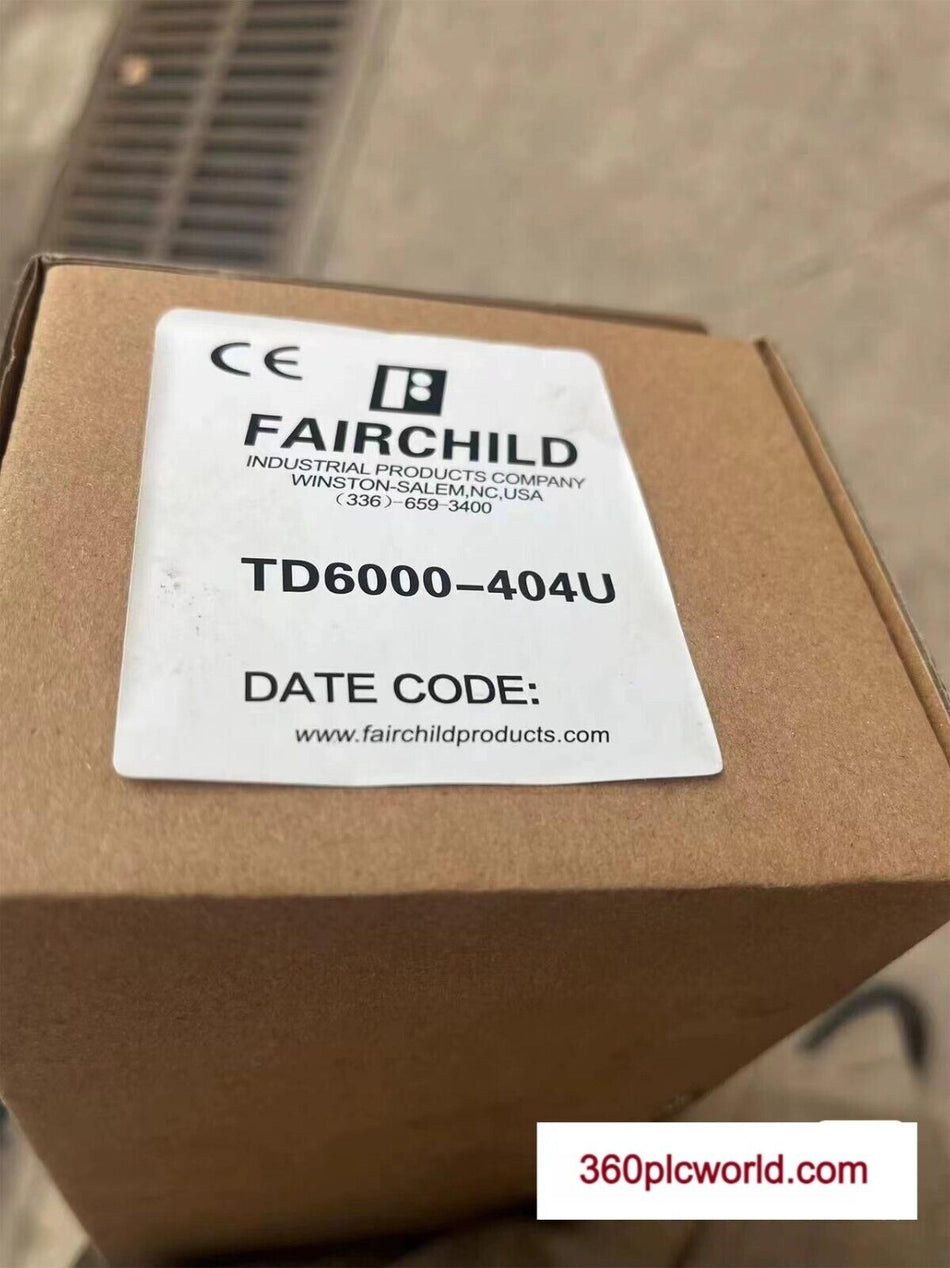 CE
FAIRCHILD
INDUSTRIAL PRODUCTS COMPANY
WINSTON-SALEM,NC,USA
(336)-659-3400
TD6000-404U
DATE CODE:
www.fairchildproducts.com
360plcworld.com